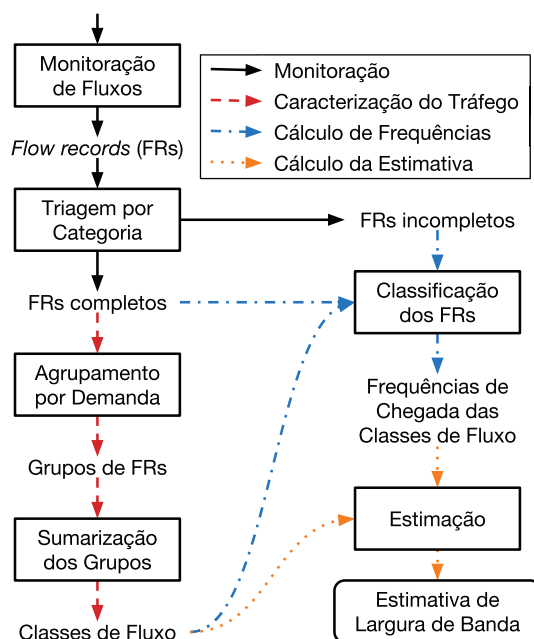 Monitoração
de Fluxos
Flow records (FRs)
Triagem por
Categoria
FRs completos
Agrupamento
por Demanda
Grupos de FRs
Sumarização
dos Grupos
Classes de Fluxo
Monitoração
Caracterização do Tráfego
Cálculo de Frequências
Cálculo da Estimativa
FRs incompletos
Classificação
dos FRs
Frequências de
Chegada das
Classes de Fluxo
Estimação
Estimativa de
Largura de Banda